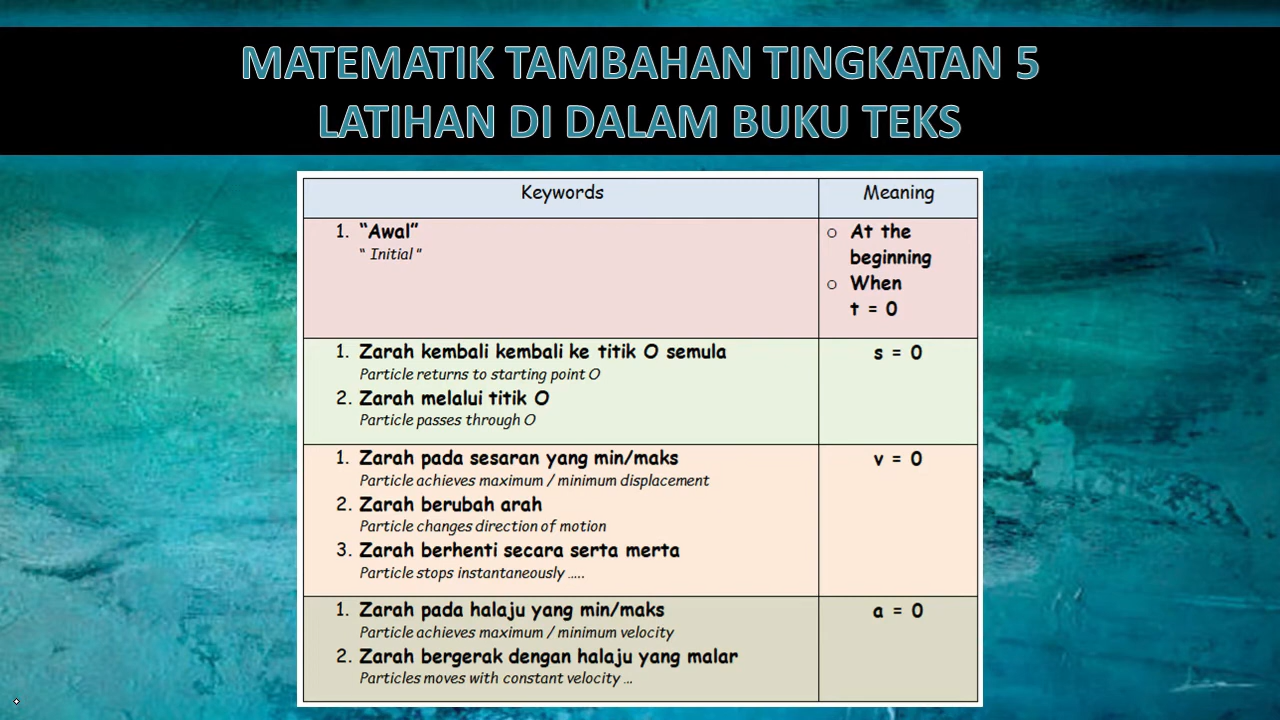 MATEMATIK TAMBAHAN TINGKATAN 5
LATIHAN DI DALAM BUKU TEKS
Keywords
Meaning
1. “Awal”
“ Initial “
○ At the
beginning
○ When
t = 0
1. Zarah kembali kembali ke titik O semula
Particle returns to starting point O
2. Zarah melalui titik O
Particle passes through O
s = 0
1. Zarah pada sesaran yang min/maks
Particle achieves maximum / minimum displacement
2. Zarah berubah arah
Particle changes direction of motion
3. Zarah berhenti secara serta merta
Particle stops instantaneously …..
v = 0
1. Zarah pada halaju yang min/maks
Particle achieves maximum / minimum velocity
2. Zarah bergerak dengan halaju yang malar
Particles moves with constant velocity …
a = 0